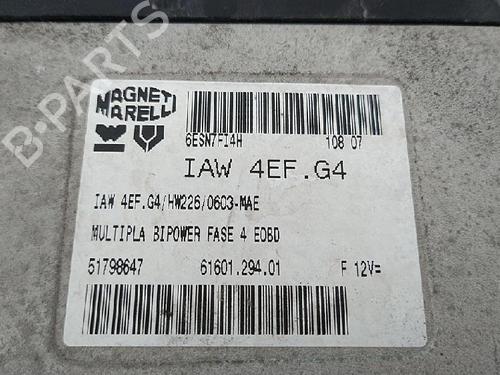 MAGNETI
MARELLI
6ESN7FI4H 108 07
IAW 4EF.G4
IAW 4EF.G4/HW226/0603-MAE
MULTIPLA BIPOWER FASE 4 EOBD
51798647 61601.294.01 F 12V=
B-PARTS